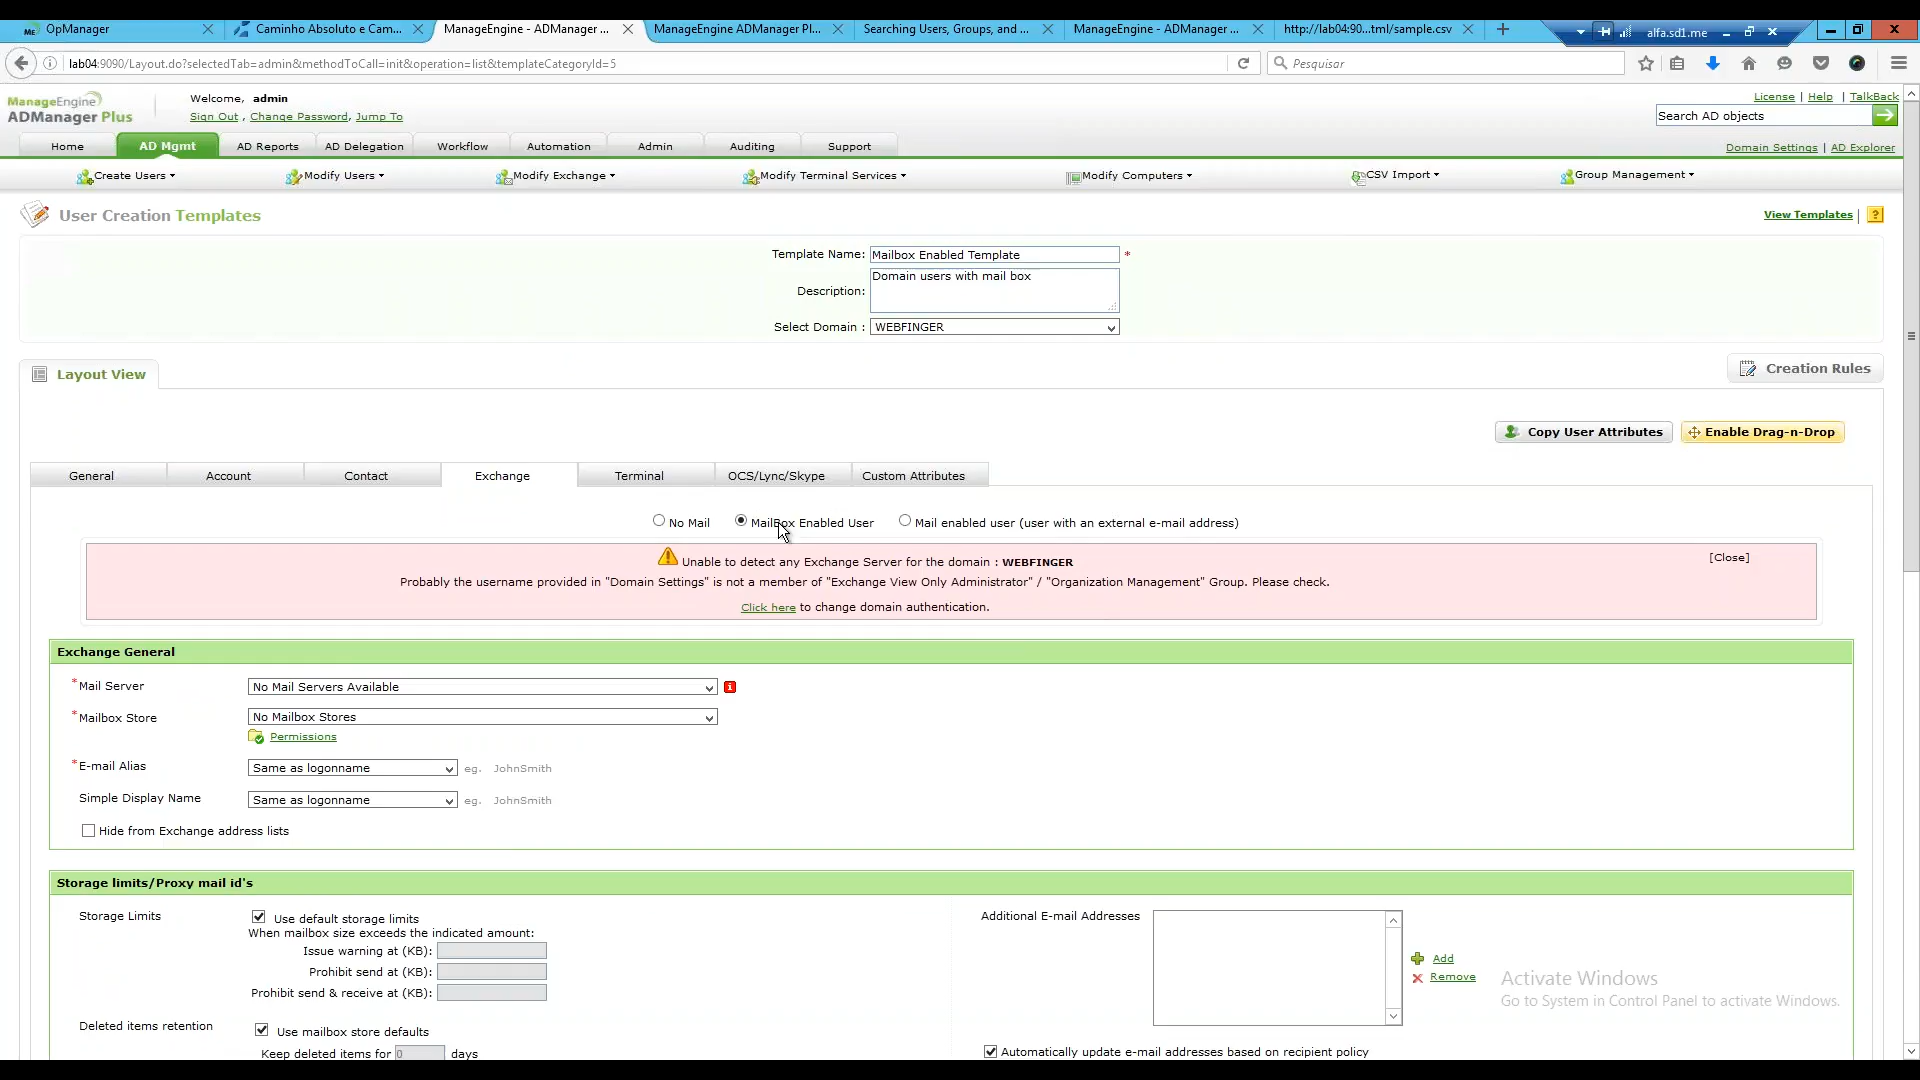 OpManager
Caminho Absoluto e Cam...
ManageEngine - ADManager ...
ManageEngine ADManager Pl...
Searching Users, Groups, and ...
ManageEngine - ADManager ...
http://lab04:90...tml/sample.csv
alfa.sd1.me
lab04:9090/Layout.do?selectedTab=admin&methodToCall=init&operation=list&templateCategoryId=5
Pesquisar
ManageEngine
ADManager Plus
Welcome, admin
Sign Out , Change Password, Jump To
License | Help | TalkBack
Search AD objects
Home
AD Mgmt
AD Reports
AD Delegation
Workflow
Automation
Admin
Auditing
Support
Domain Settings | AD Explorer
Create Users
Modify Users
Modify Exchange
Modify Terminal Services
Modify Computers
CSV Import
Group Management
User Creation Templates
View Templates | ?
Template Name: Mailbox Enabled Template *
Description: Domain users with mail box
Select Domain : WEBFINGER
Layout View
Creation Rules
Copy User Attributes
Enable Drag-n-Drop
General
Account
Contact
Exchange
Terminal
OCS/Lync/Skype
Custom Attributes
No Mail
MailBox Enabled User
Mail enabled user (user with an external e-mail address)
Unable to detect any Exchange Server for the domain : WEBFINGER
[Close]
Probably the username provided in "Domain Settings" is not a member of "Exchange View Only Administrator" / "Organization Management" Group. Please check.
Click here to change domain authentication.
Exchange General
*Mail Server No Mail Servers Available
*Mailbox Store No Mailbox Stores
Permissions
*E-mail Alias Same as logonname eg. JohnSmith
Simple Display Name Same as logonname eg. JohnSmith
Hide from Exchange address lists
Storage limits/Proxy mail id's
Storage Limits Use default storage limits
When mailbox size exceeds the indicated amount:
Issue warning at (KB):
Prohibit send at (KB):
Prohibit send & receive at (KB):
Additional E-mail Addresses
Add
Remove
Activate Windows
Go to System in Control Panel to activate Windows.
Deleted items retention Use mailbox store defaults
Keep deleted items for 0 days
Automatically update e-mail addresses based on recipient policy